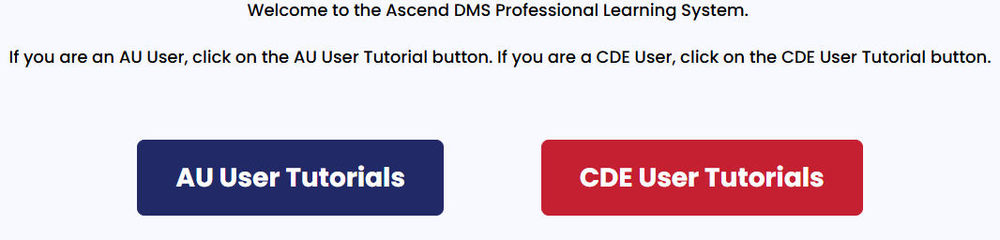 Welcome to the Ascend DMS Professional Learning System.
If you are an AU User, click on the AU User Tutorial button. If you are a CDE User, click on the CDE User Tutorial button.
AU User Tutorials
CDE User Tutorials